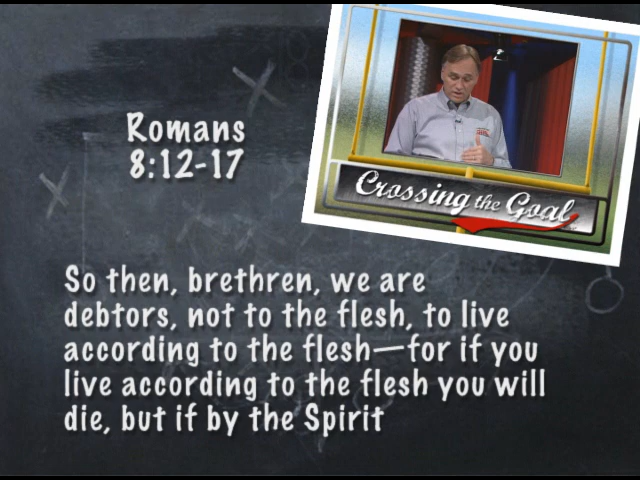 Romans
8:12-17
Crossing the Goal
So then, brethren, we are
debtors, not to the flesh, to live
according to the flesh—for if you
live according to the flesh you will
die, but if by the Spirit